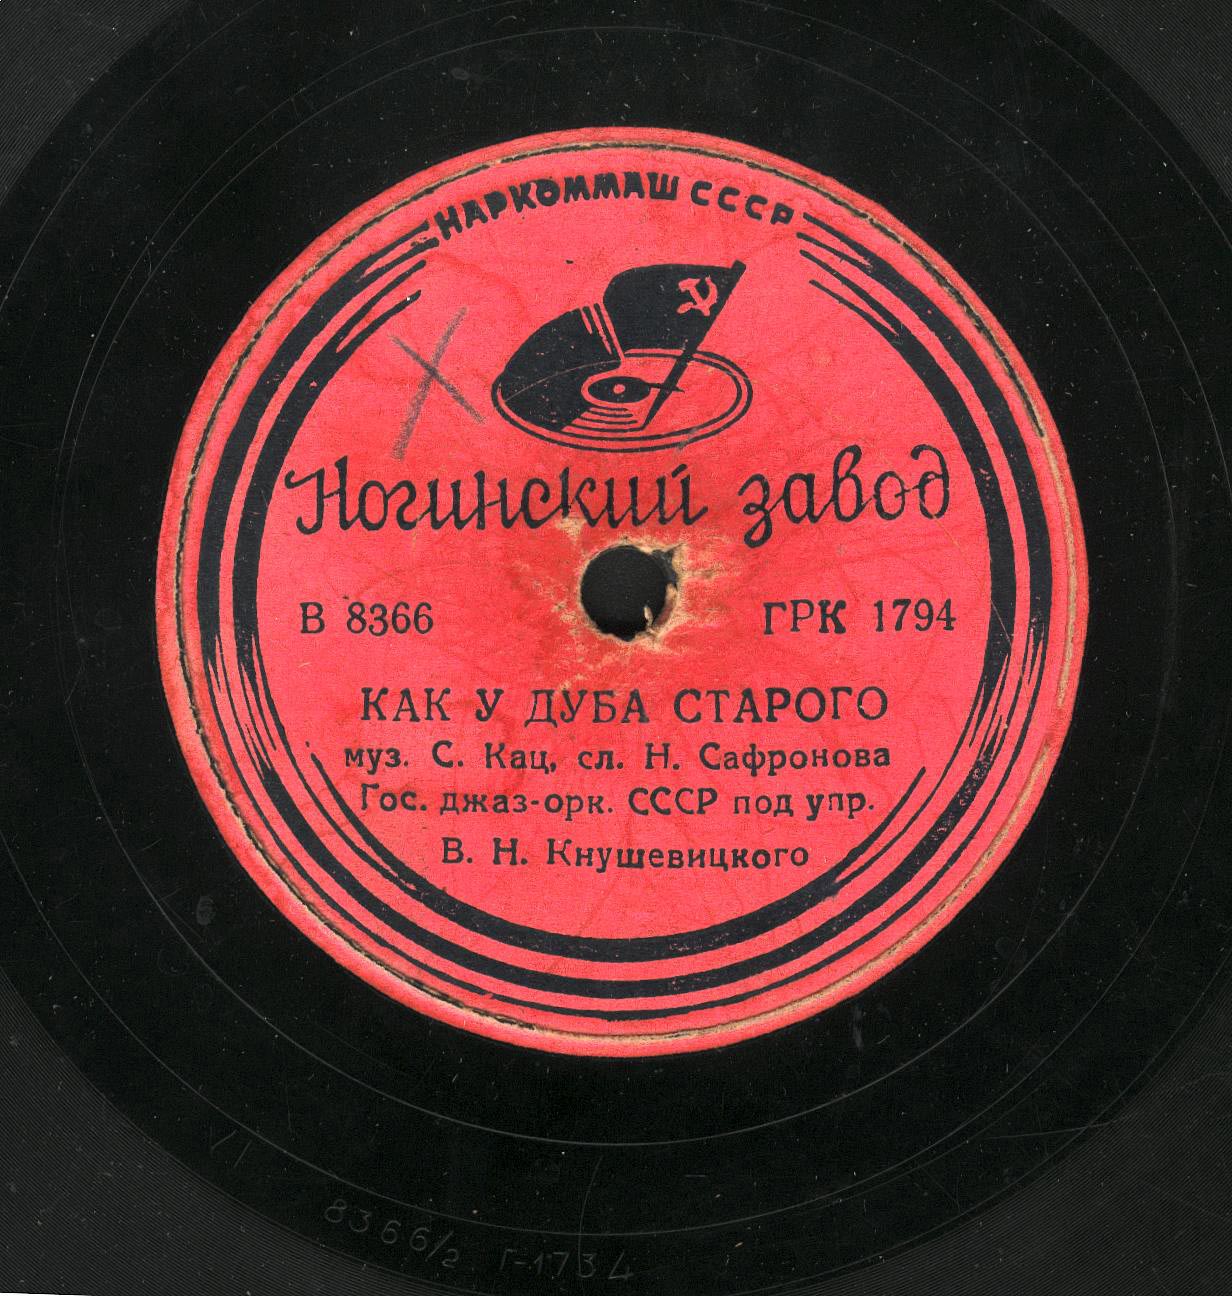 НАРКОММАШ СССР
Ногинский завод
В 8366
ГРК 1794
КАК У ДУБА СТАРОГО
муз. С. Кац, сл. Н. Сафронова
Гос. джаз-орк. СССР под упр.
В. Н. Кнушевицкого
8366/2 Г-1734